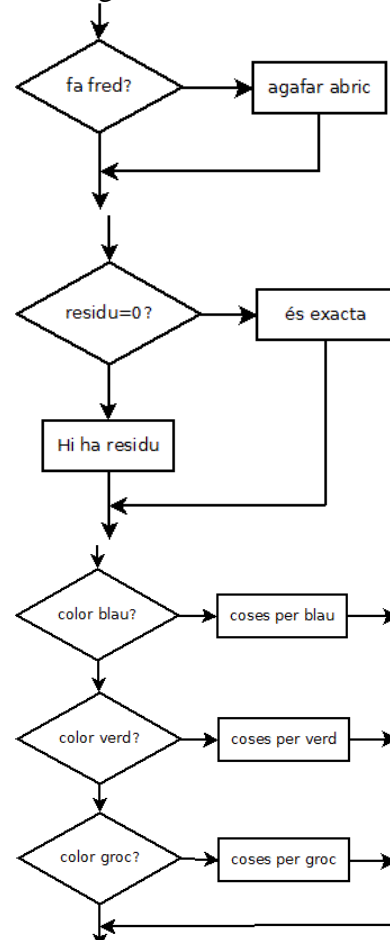 fa fred?
agafar abric
residu=0?
és exacta
Hi ha residu
color blau?
coses per blau
color verd?
coses per verd
color groc?
coses per groc